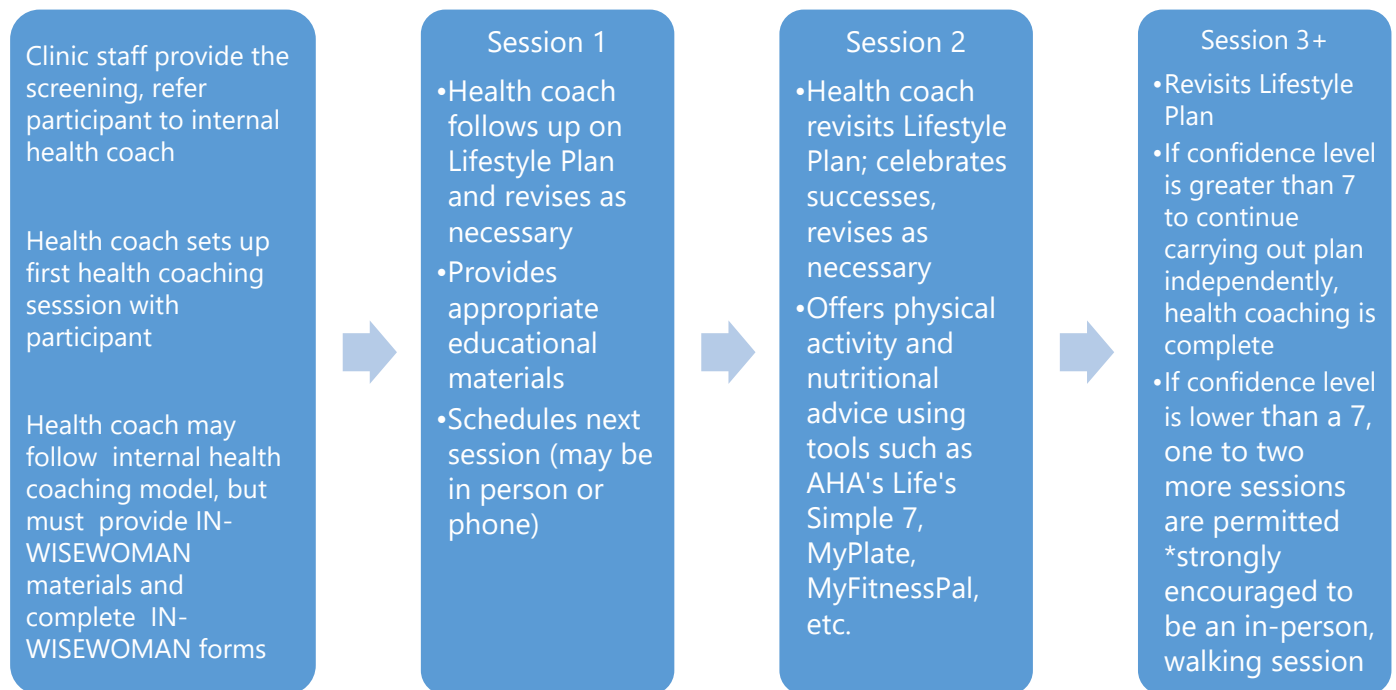 Clinic staff provide the
screening, refer
participant to internal
health coach
Health coach sets up
first health coaching
sesssion with
participant
Health coach may
follow  internal health
coaching model, but
must  provide IN-
WISEWOMAN
materials and
complete  IN-
WISEWOMAN forms
Session 1
•Health coach
follows up on
Lifestyle Plan
and revises as
necessary
•Provides
appropriate
educational
materials
•Schedules next
session (may be
in person or
phone)
Session 2
•Health coach
revisits Lifestyle
Plan; celebrates
successes,
revises as
necessary
•Offers physical
activity and
nutritional
advice using
tools such as
AHA's Life's
Simple 7,
MyPlate,
MyFitnessPal,
etc.
Session 3+
•Revisits Lifestyle
Plan
•If confidence level
is greater than 7
to continue
carrying out plan
independently,
health coaching is
complete
•If confidence level
is lower than a 7,
one to two
more sessions
are permitted
*strongly
encouraged to
be an in-person,
walking session